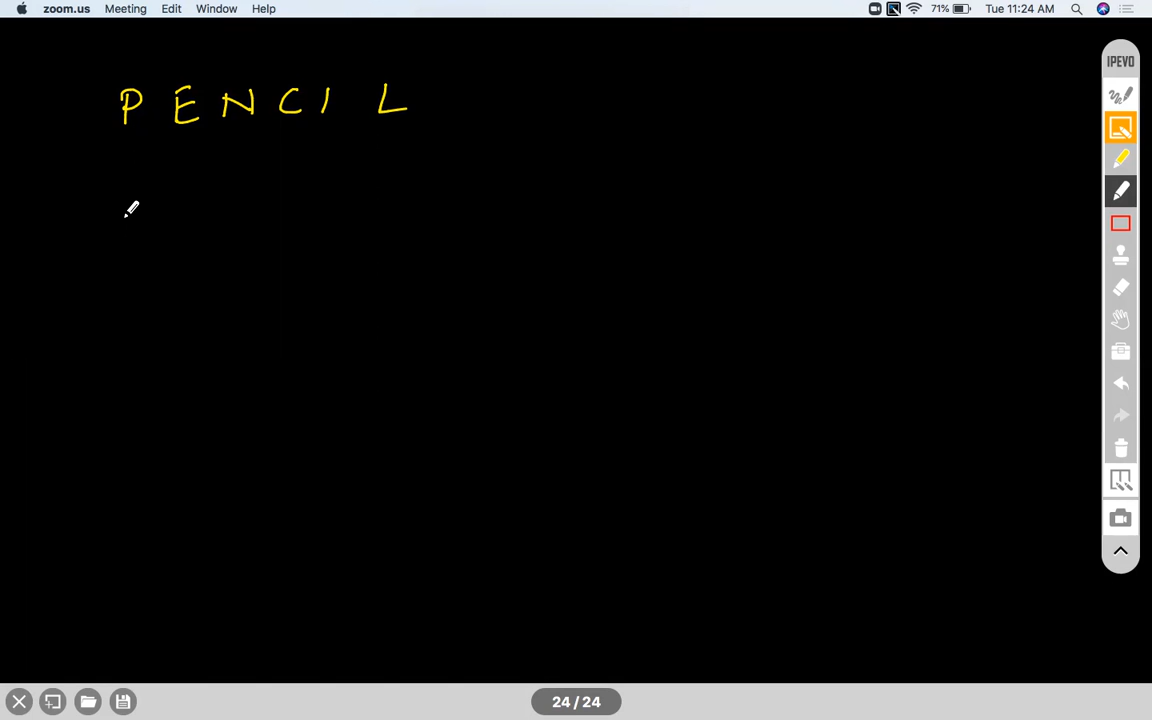 zoom.us Meeting Edit Window Help 71% Tue 11:24 AM
IPEVO
P E N C I L
24 / 24